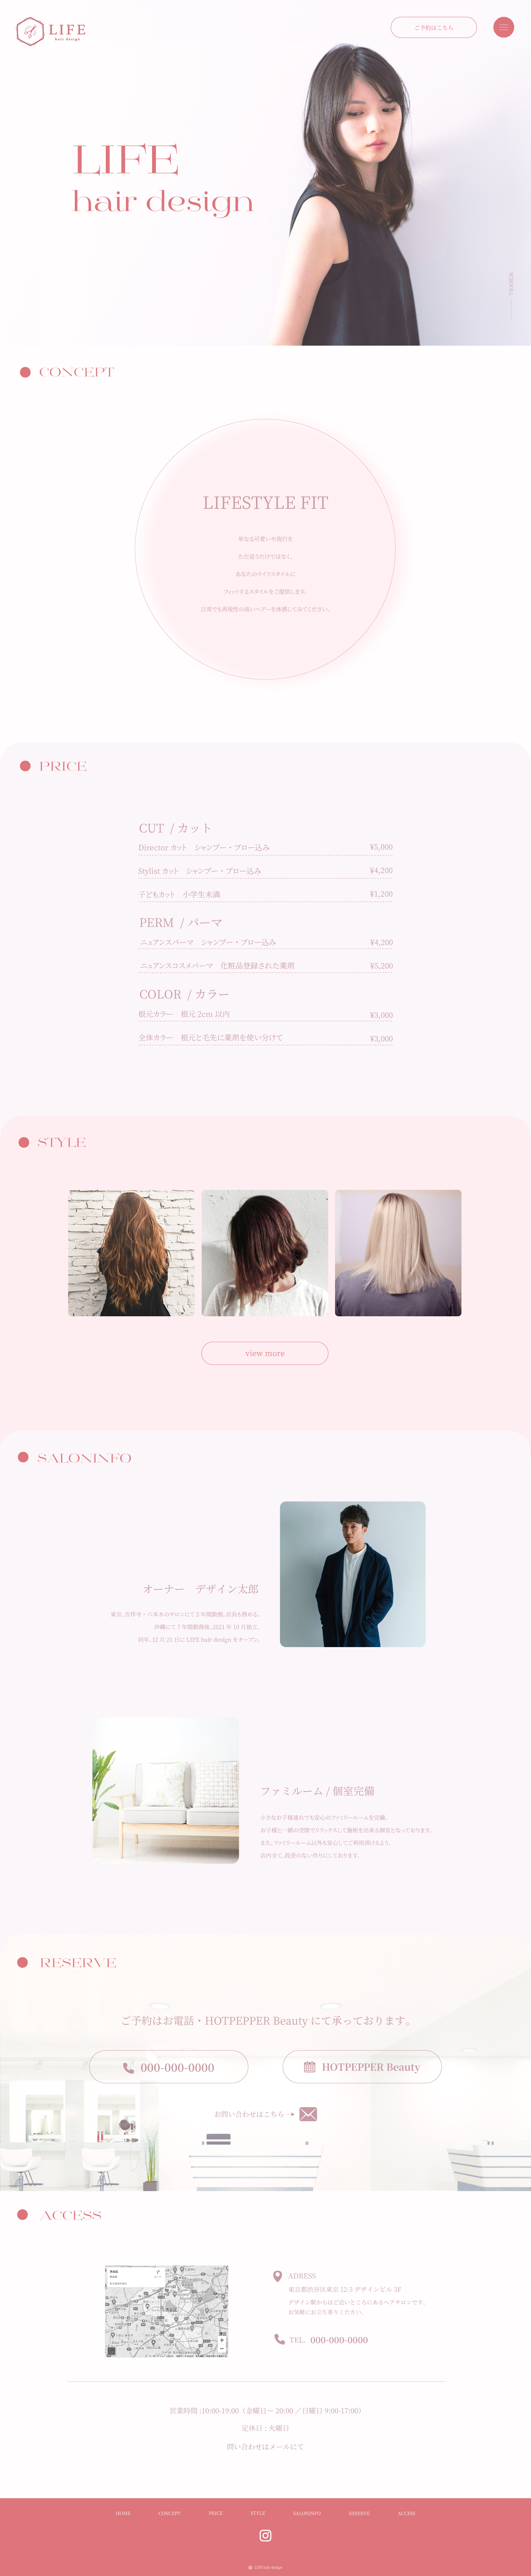 LIFE
hair design
ご予約はこちら
LIFE
hair design
SCROLL
CONCEPT
LIFESTYLE FIT
単なる可愛いや流行を
ただ追うだけではなく、
あなたのライフスタイルに
フィットするスタイルをご提供します。
自宅でも再現性の高いヘアーを体感してみてください。
PRICE
CUT / カット
Director カット シャンプー・ブロー込み ¥5,000
Stylist カット シャンプー・ブロー込み ¥4,200
子どもカット 小学生未満 ¥1,200
PERM / パーマ
ニュアンスパーマ シャンプー・ブロー込み ¥4,200
ニュアンスコスメパーマ 化粧品登録された薬剤 ¥5,200
COLOR / カラー
根元カラー 根元 2cm 以内 ¥3,000
全体カラー 根元と毛先に薬剤を使い分けて ¥3,000
STYLE
view more
SALONINFO
オーナー デザイン太郎
東京、吉祥寺・六本木のサロンにて 5 年間勤務。店長も務める。
沖縄にて 7 年間勤務後、2021 年 10 月独立。
同年、12 月 23 日に LIFE hair design をオープン。
ファミルーム / 個室完備
小さなお子様連れでも安心のファミリールームを完備。
お子様と一緒の空間でリラックスして施術を出来る個室となっております。
また、ファミリールーム以外も安心してご利用頂けるよう、
店内全て、段差のない作りにしております。
RESERVE
ご予約はお電話・HOTPEPPER Beauty にて承っております。
000-000-0000
HOTPEPPER Beauty
お問い合わせはこちら
ACCESS
ADRESS
東京都渋谷区東京 12-3 デザインビル 3F
デザイン駅からほど近いところにあるヘアサロンです。
お気軽にお立ち寄りください。
TEL. 000-000-0000
営業時間 :10:00-19:00（金曜日〜 20:00 ／日曜日 9:00-17:00）
定休日 : 火曜日
問い合わせはメールにて
HOME CONCEPT PRICE STYLE SALONINFO RESERVE ACCESS
LIFE hair design